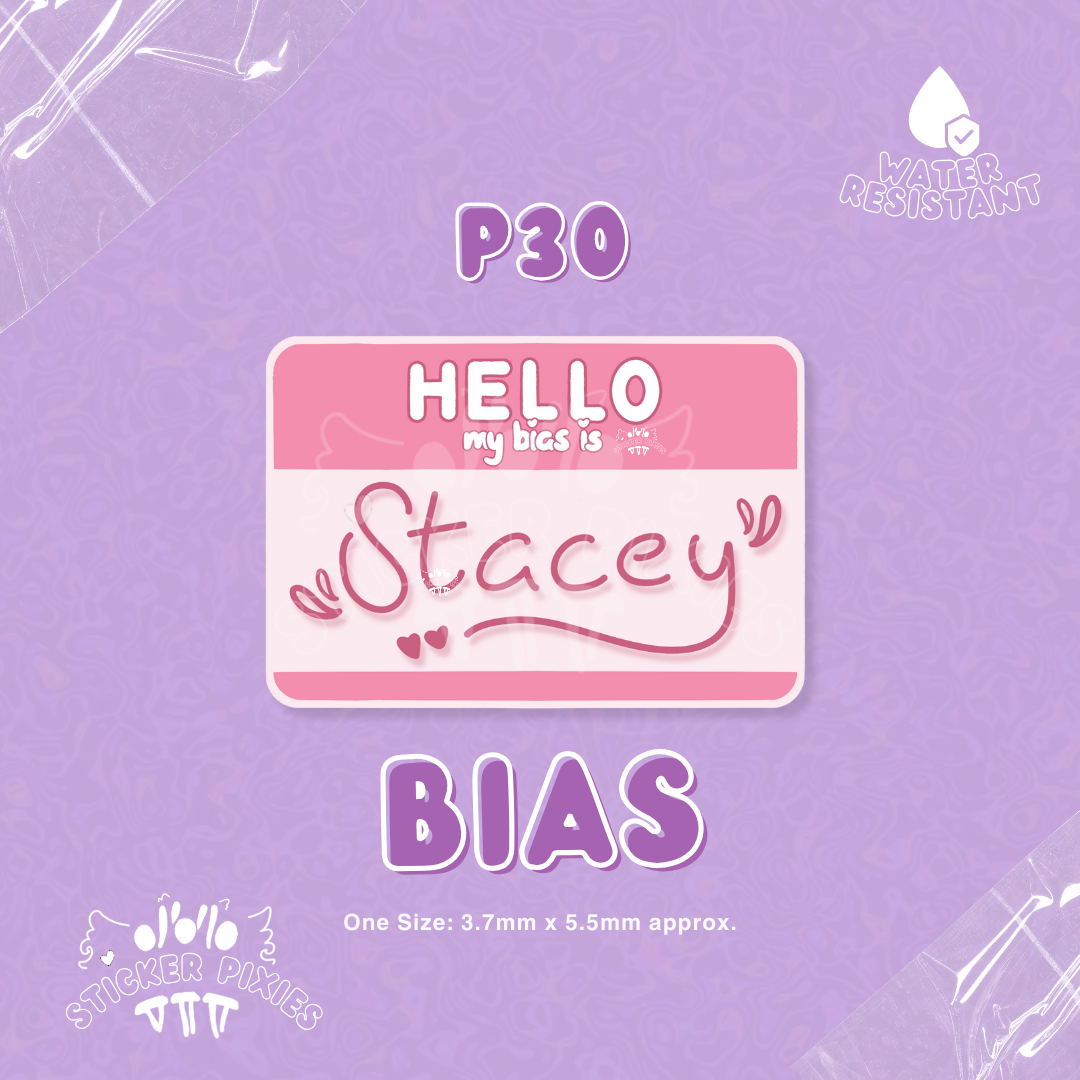 WATER
RESISTANT
P30
HELLO
my bias is
Stacey
BIAS
One Size: 3.7mm x 5.5mm approx.
STICKER PIXIES